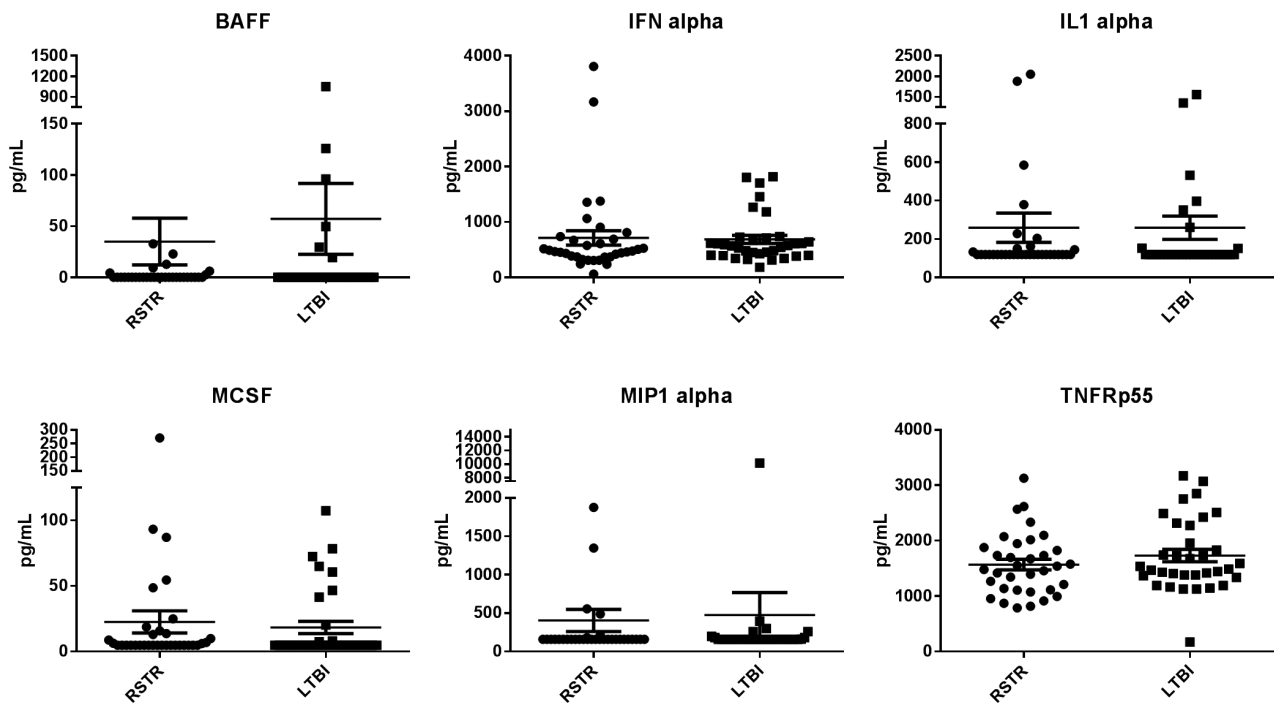 BAFF
1500
1200
900
150
100
50
0
pg/mL
RSTR
LTBI
IFN alpha
4000
3000
2000
1000
0
pg/mL
RSTR
LTBI
IL1 alpha
2500
2000
1500
800
600
400
200
0
pg/mL
RSTR
LTBI
MCSF
300
250
200
150
100
50
0
pg/mL
RSTR
LTBI
MIP1 alpha
14000
12000
10000
8000
2000
1500
1000
500
0
pg/mL
RSTR
LTBI
TNFRp55
4000
3000
2000
1000
0
pg/mL
RSTR
LTBI